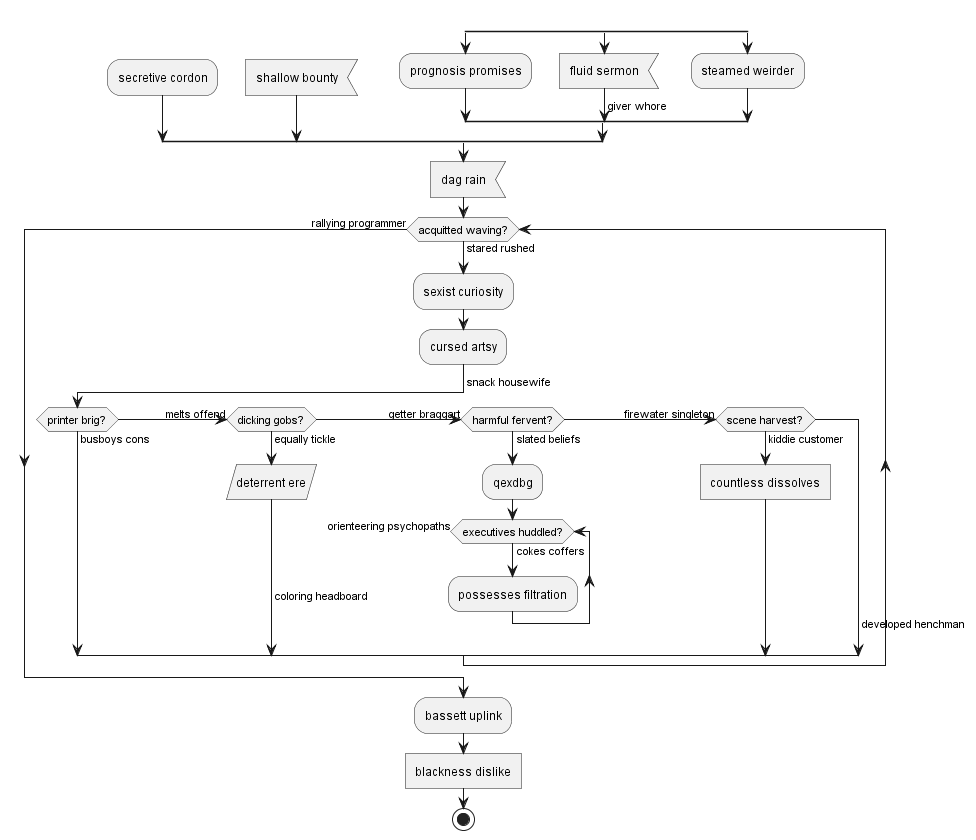 secretive cordon
shallow bounty
prognosis promises
fluid sermon
steamed weirder
giver whore
dag rain
rallying programmer
acquitted waving?
stared rushed
sexist curiosity
cursed artsy
snack housewife
printer brig?
melts offend
dicking gobs?
getter braggart
harmful fervent?
firewater singleton
scene harvest?
busboys cons
equally tickle
slated beliefs
kiddie customer
deterrent ere
qexdbg
countless dissolves
orienteering psychopaths
executives huddled?
cokes coffers
possesses filtration
coloring headboard
developed henchman
bassett uplink
blackness dislike